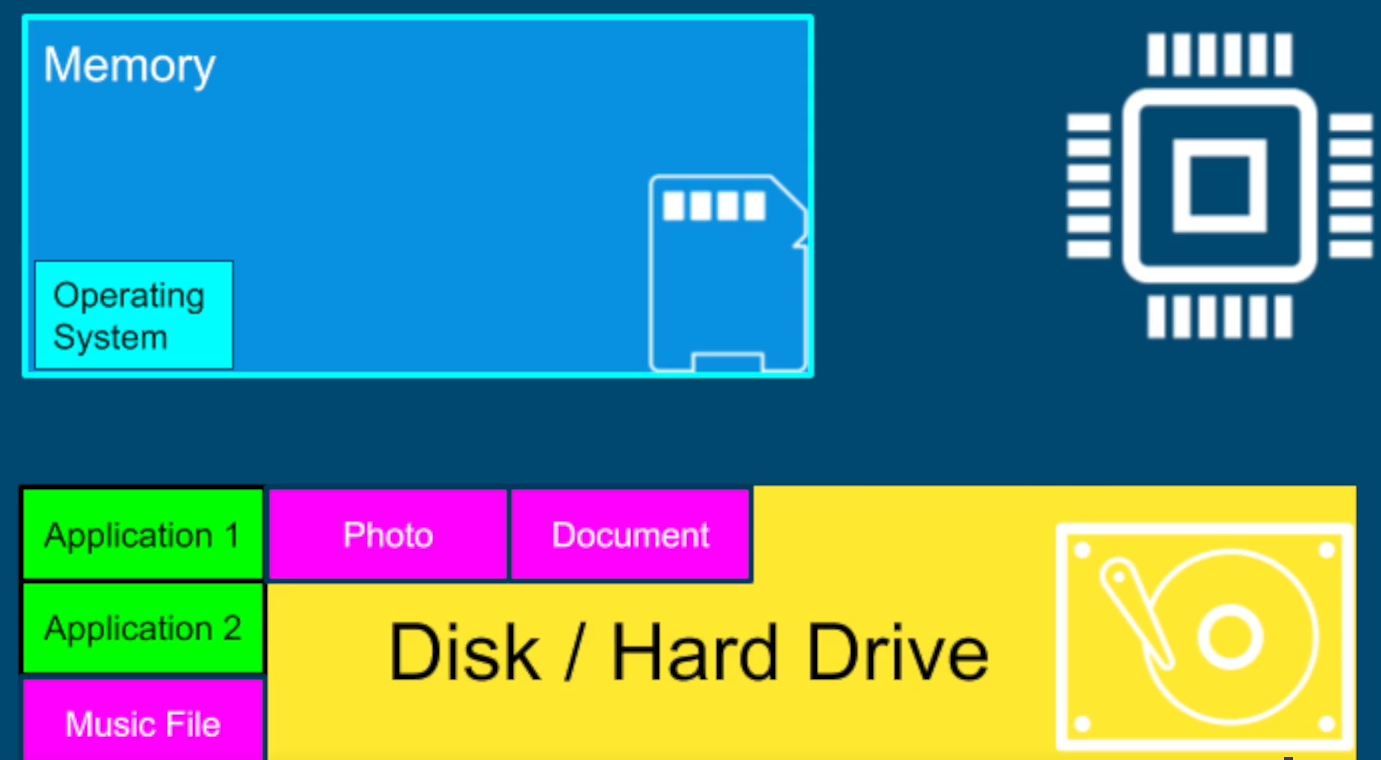 Memory
Operating
System
Application 1
Photo
Document
Application 2
Disk / Hard Drive
Music File